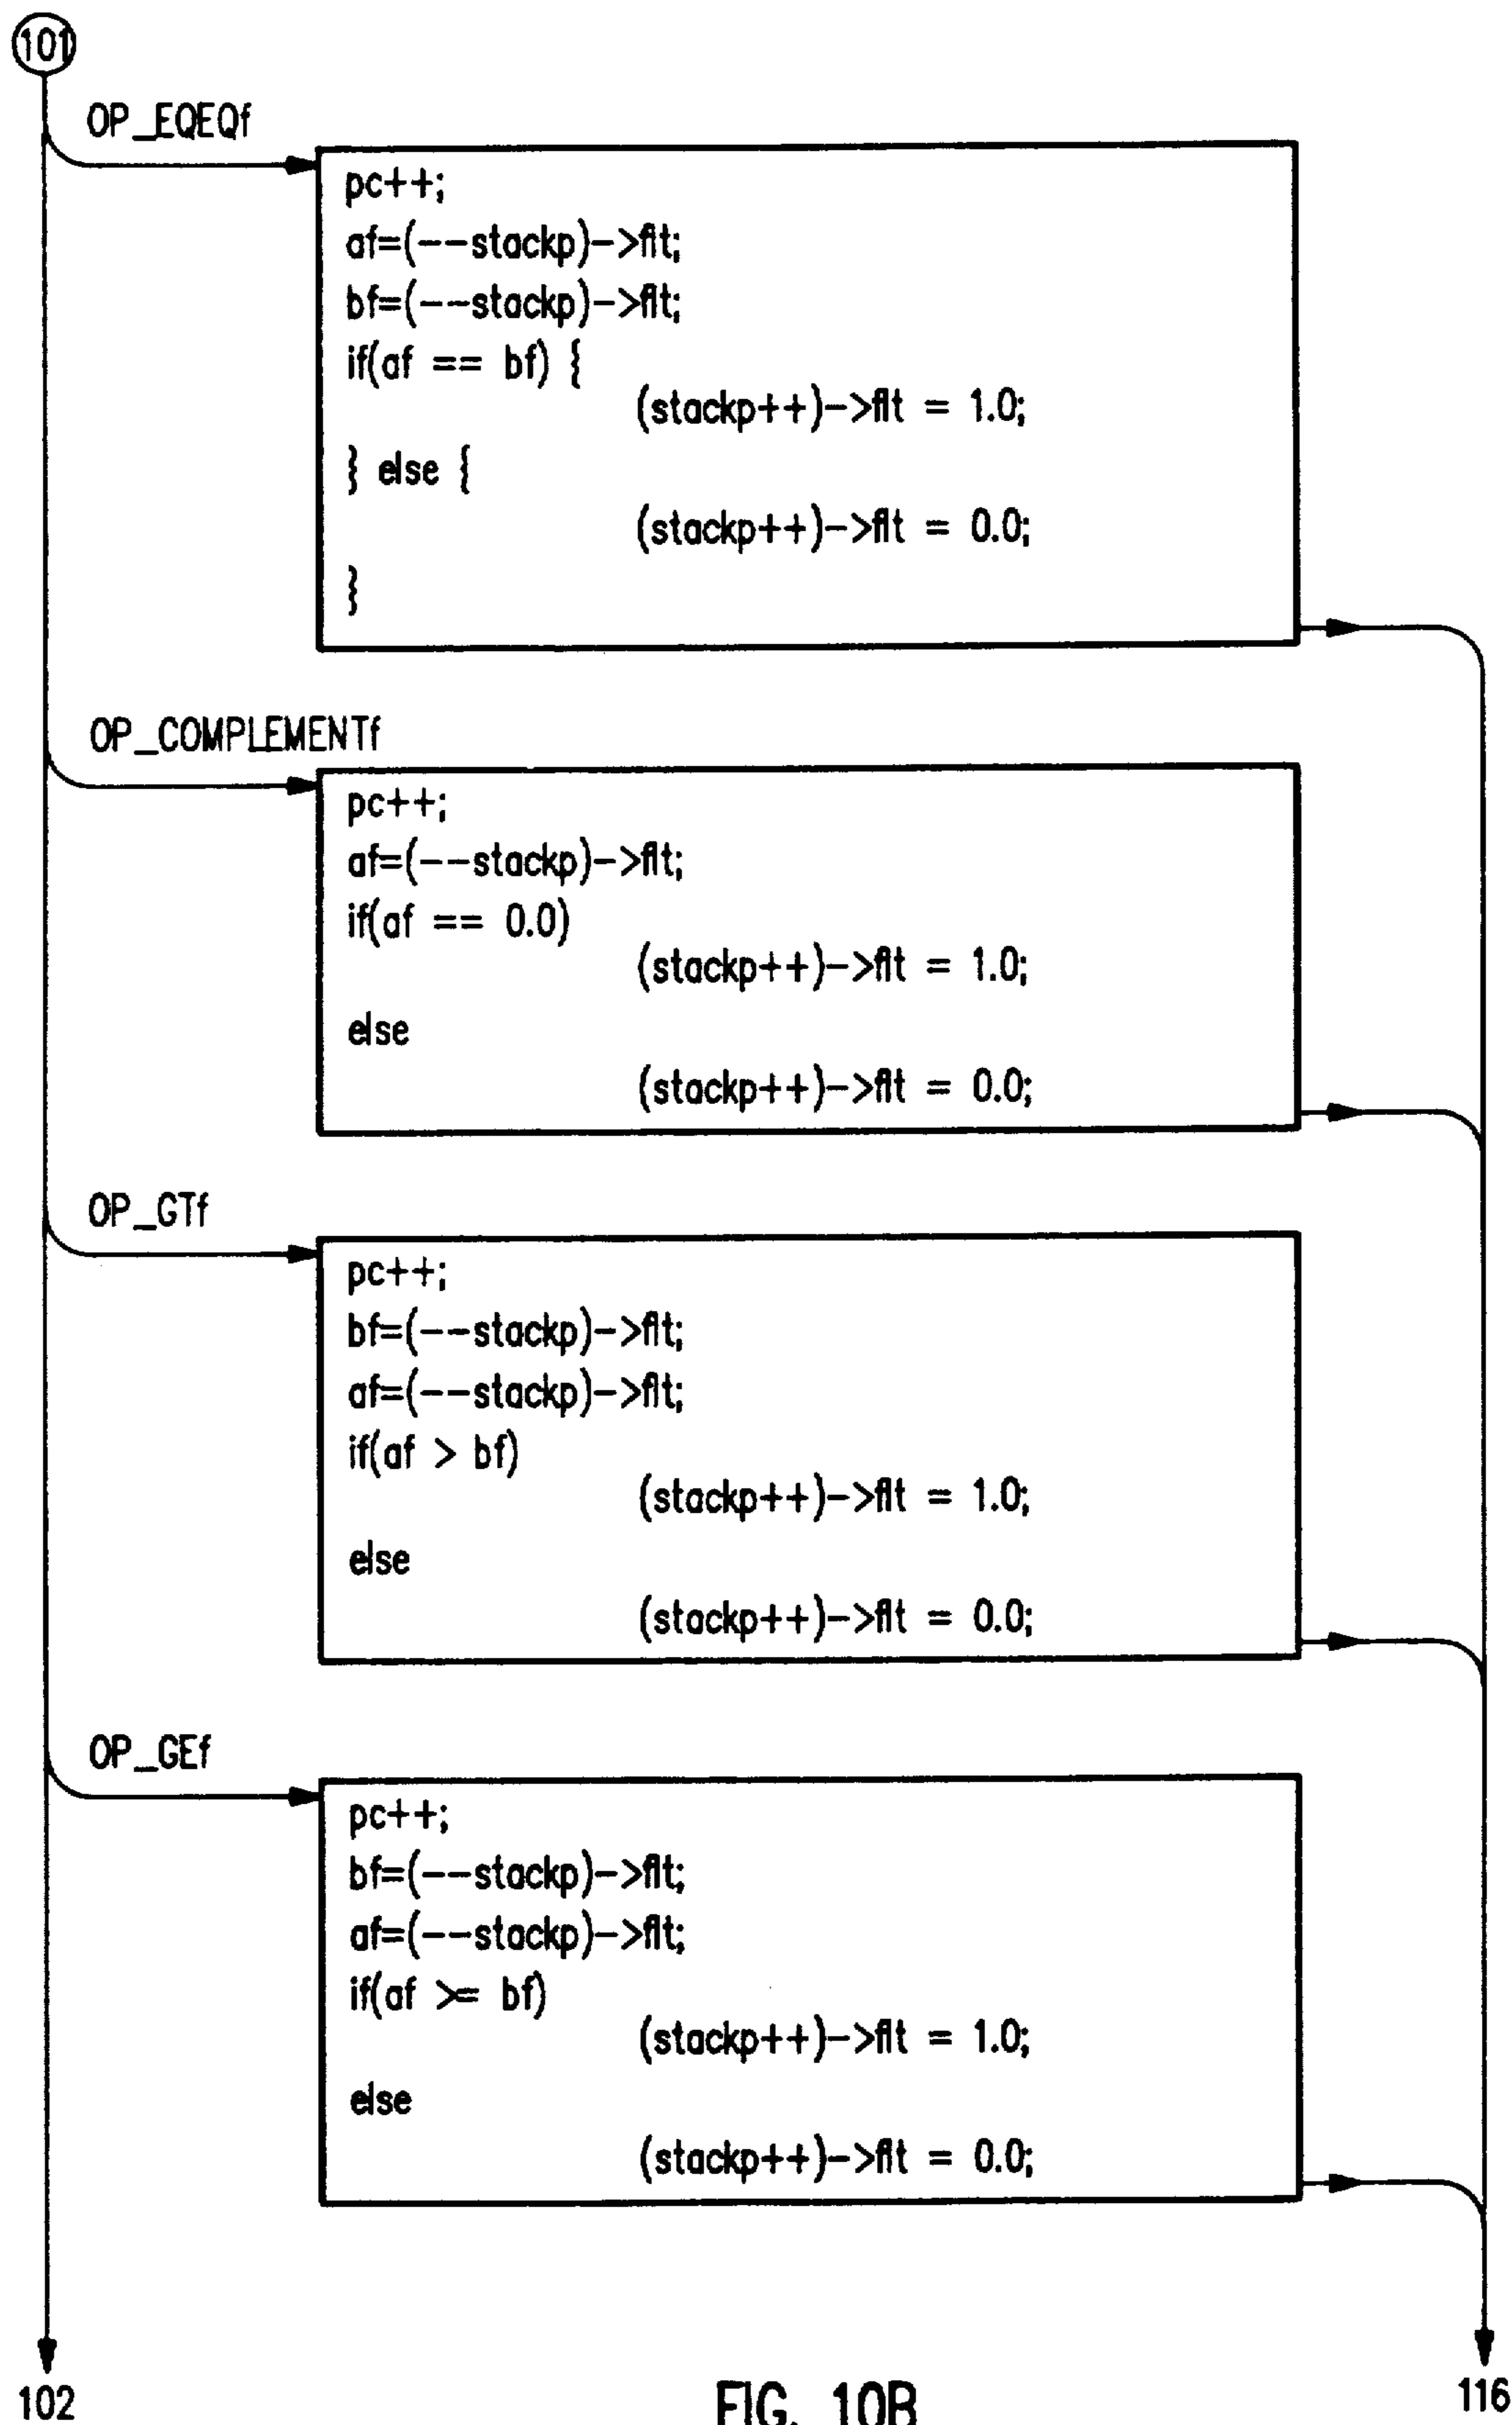 101
OP_EQEQf
pc++;
af=(--stackp)->flt;
bf=(--stackp)->flt;
if(af == bf) {
(stackp++)->flt = 1.0;
} else {
(stackp++)->flt = 0.0;
}
OP_COMPLEMENTf
pc++;
af=(--stackp)->flt;
if(af == 0.0)
(stackp++)->flt = 1.0;
else
(stackp++)->flt = 0.0;
OP_GTf
pc++;
bf=(--stackp)->flt;
af=(--stackp)->flt;
if(af > bf)
(stackp++)->flt = 1.0;
else
(stackp++)->flt = 0.0;
OP_GEf
pc++;
bf=(--stackp)->flt;
af=(--stackp)->flt;
if(af >= bf)
(stackp++)->flt = 1.0;
else
(stackp++)->flt = 0.0;
102
FIG. 10B
116